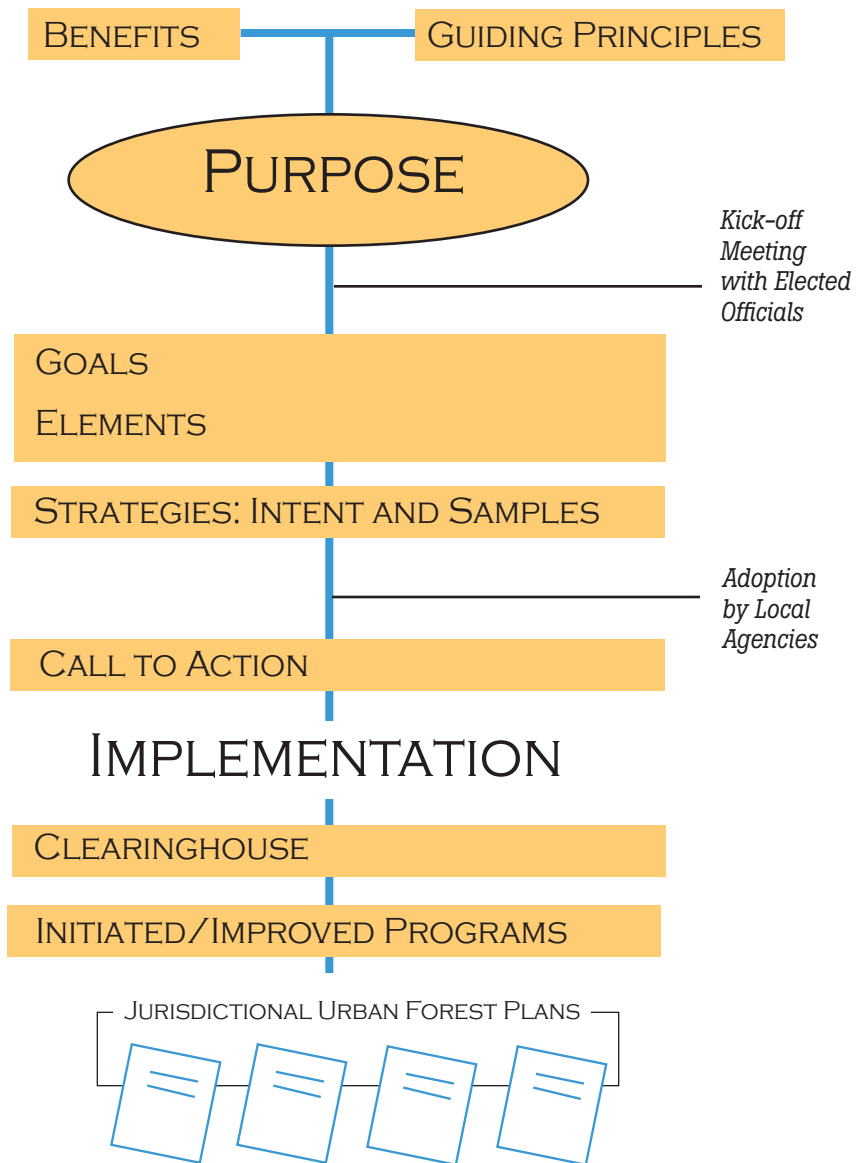 BENEFITS
GUIDING PRINCIPLES
PURPOSE
Kick-off
Meeting
with Elected
Officials
GOALS
ELEMENTS
STRATEGIES: INTENT AND SAMPLES
Adoption
by Local
Agencies
CALL TO ACTION
IMPLEMENTATION
CLEARINGHOUSE
INITIATED/IMPROVED PROGRAMS
JURISDICTIONAL URBAN FOREST PLANS